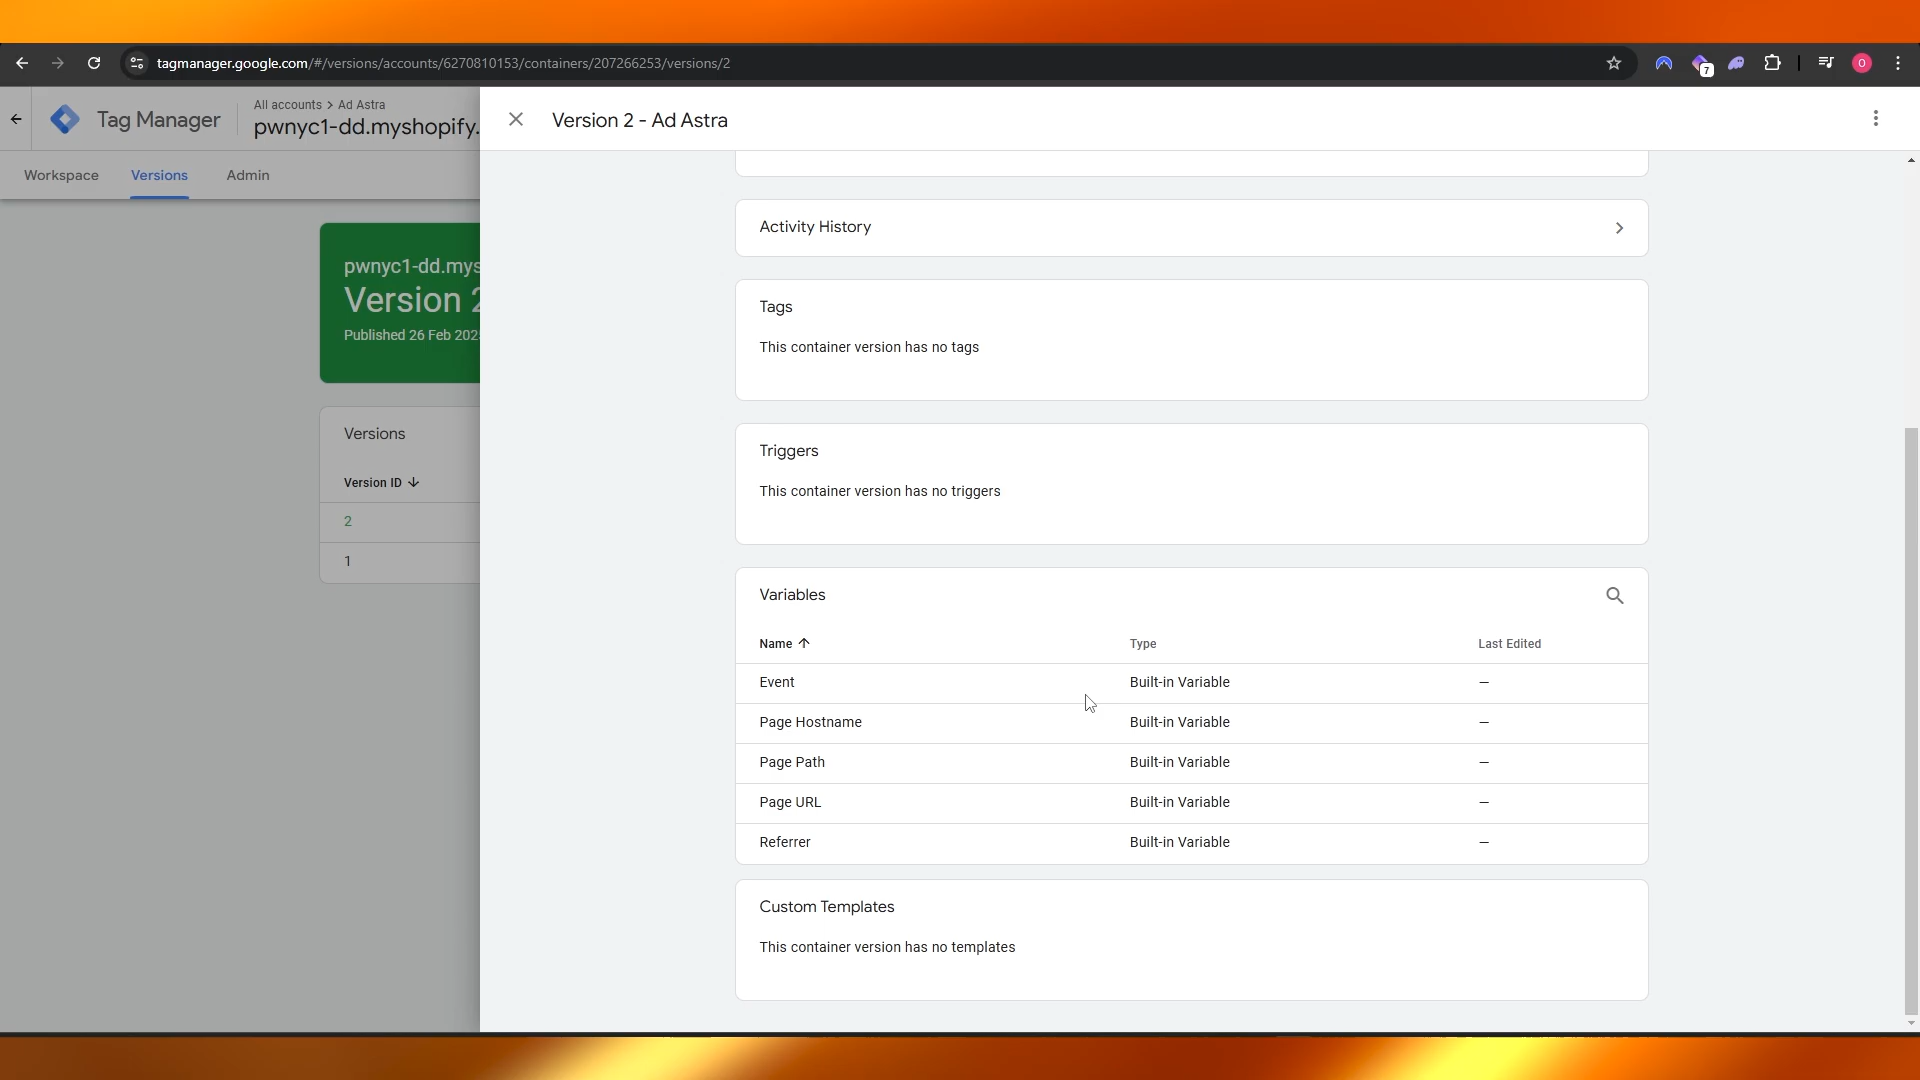 tagmanager.google.com/#/versions/accounts/6270810153/containers/207266253/versions/2
7
O
Tag Manager
All accounts > Ad Astra
pwnyc1-dd.myshopify.
Version 2 - Ad Astra
Workspace
Versions
Admin
pwnyc1-dd.mys
Version 2
Published 26 Feb 202
Versions
Version ID
2
1
Activity History
Tags
This container version has no tags
Triggers
This container version has no triggers
Variables
Name Type Last Edited
Event Built-in Variable —
Page Hostname Built-in Variable —
Page Path Built-in Variable —
Page URL Built-in Variable —
Referrer Built-in Variable —
Custom Templates
This container version has no templates